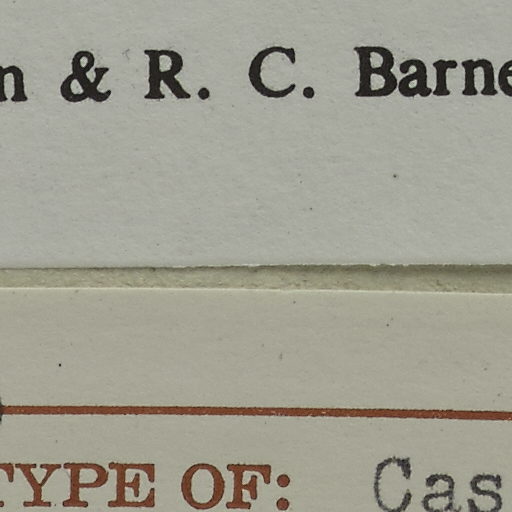 n & R. C. Barne
TYPE OF: Cas